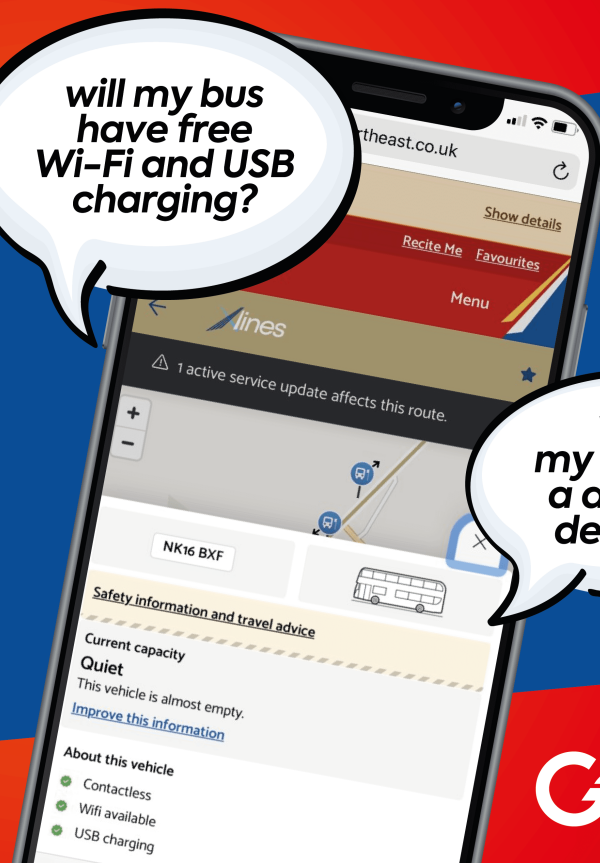 will my bus
have free
Wi-Fi and USB
charging?
rtheast.co.uk
Show details
Recite Me Favourites
Menu
lines
1 active service update affects this route.
+
−
my
a
de
NK16 BXF
Safety information and travel advice
Current capacity
Quiet
This vehicle is almost empty.
Improve this information
About this vehicle
Contactless
Wifi available
USB charging
G